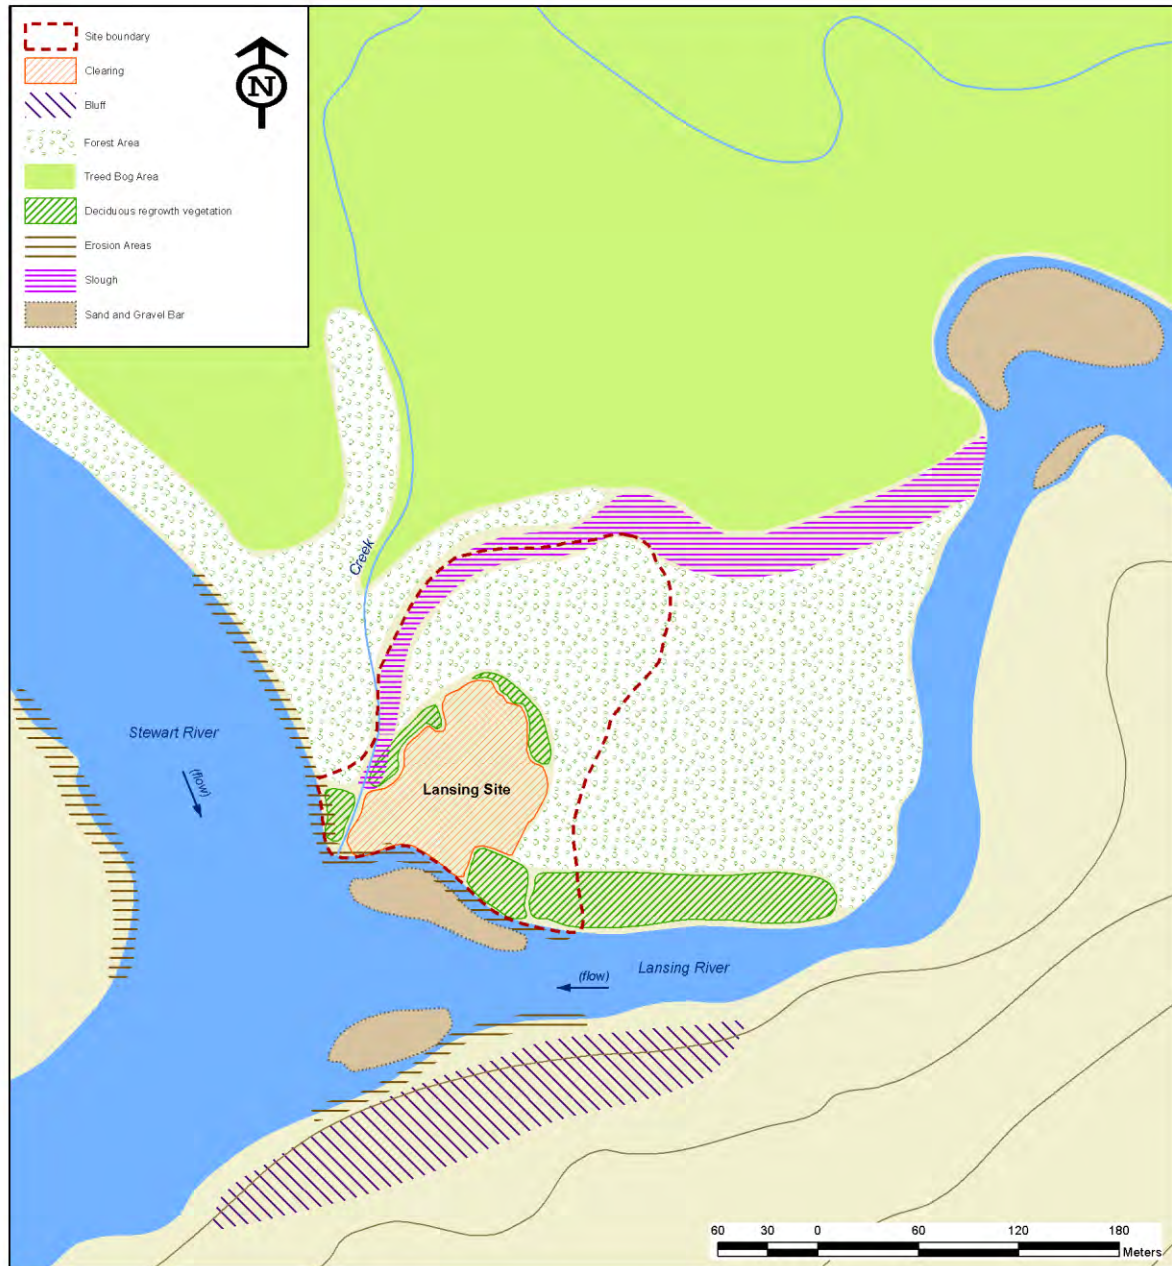 Site boundary
Clearing
Bluff
Forest Area
Treed Bog Area
Deciduous regrowth vegetation
Erosion Areas
Slough
Sand and Gravel Bar
N
Creek
Stewart River
(flow)
Lansing Site
Lansing River
(flow)
60 30 0 60 120 180
Meters